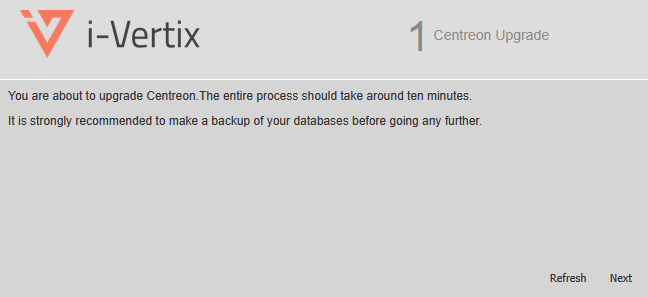 i-Vertix
1 Centreon Upgrade
You are about to upgrade Centreon.The entire process should take around ten minutes.
It is strongly recommended to make a backup of your databases before going any further.
Refresh Next